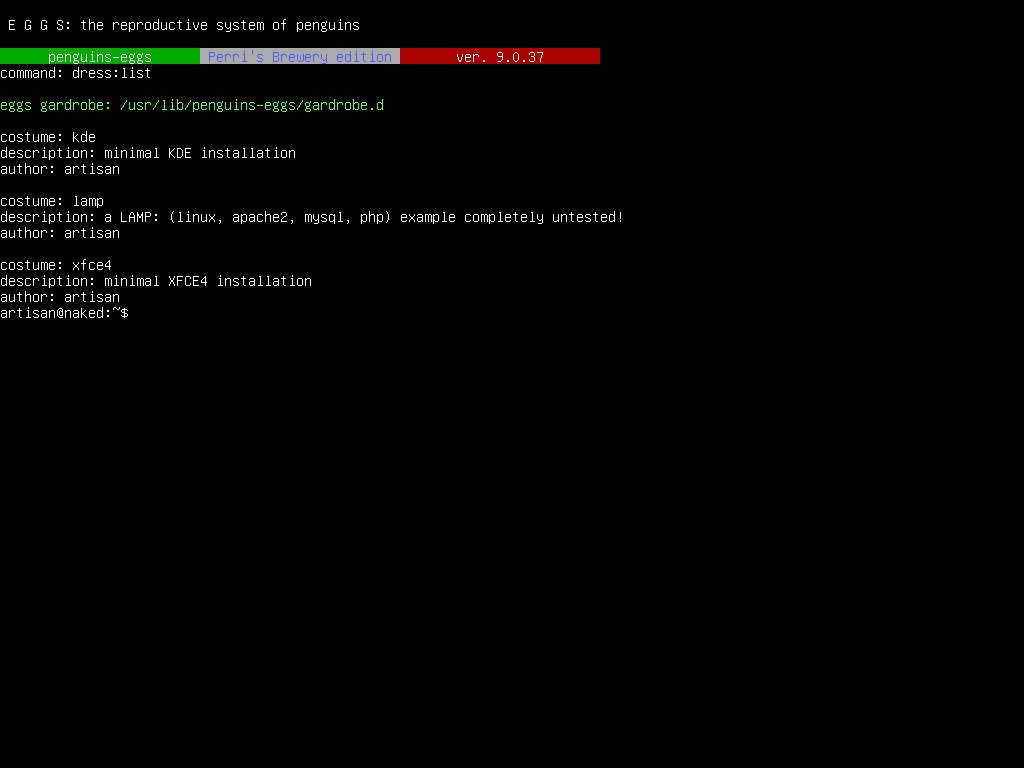 E G G S: the reproductive system of penguins
penguins-eggs Perri's Brewery edition ver. 9.0.37
command: dress:list
eggs gardrobe: /usr/lib/penguins-eggs/gardrobe.d
costume: kde
description: minimal KDE installation
author: artisan
costume: lamp
description: a LAMP: (linux, apache2, mysql, php) example completely untested!
author: artisan
costume: xfce4
description: minimal XFCE4 installation
author: artisan
artisan@naked:~$